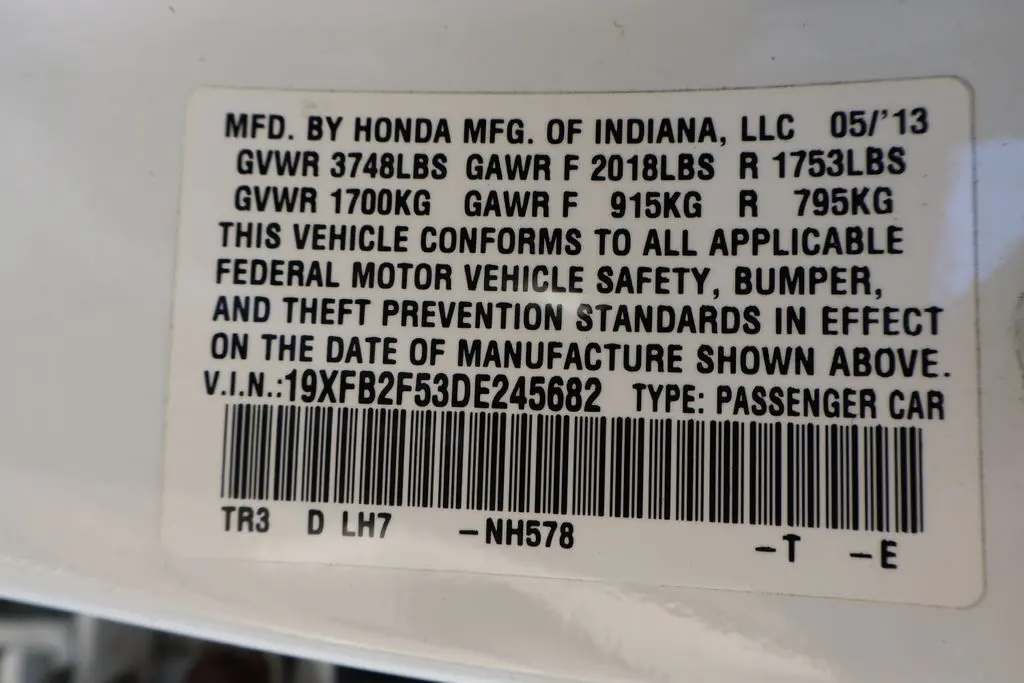 MFD. BY HONDA MFG. OF INDIANA, LLC 05/'13
GVWR 3748LBS GAWR F 2018LBS R 1753LBS
GVWR 1700KG GAWR F 915KG R 795KG
THIS VEHICLE CONFORMS TO ALL APPLICABLE
FEDERAL MOTOR VEHICLE SAFETY, BUMPER,
AND THEFT PREVENTION STANDARDS IN EFFECT
ON THE DATE OF MANUFACTURE SHOWN ABOVE.
V.I.N.:19XFB2F53DE245682 TYPE: PASSENGER CAR
TR3 D LH7 -NH578 -T -E